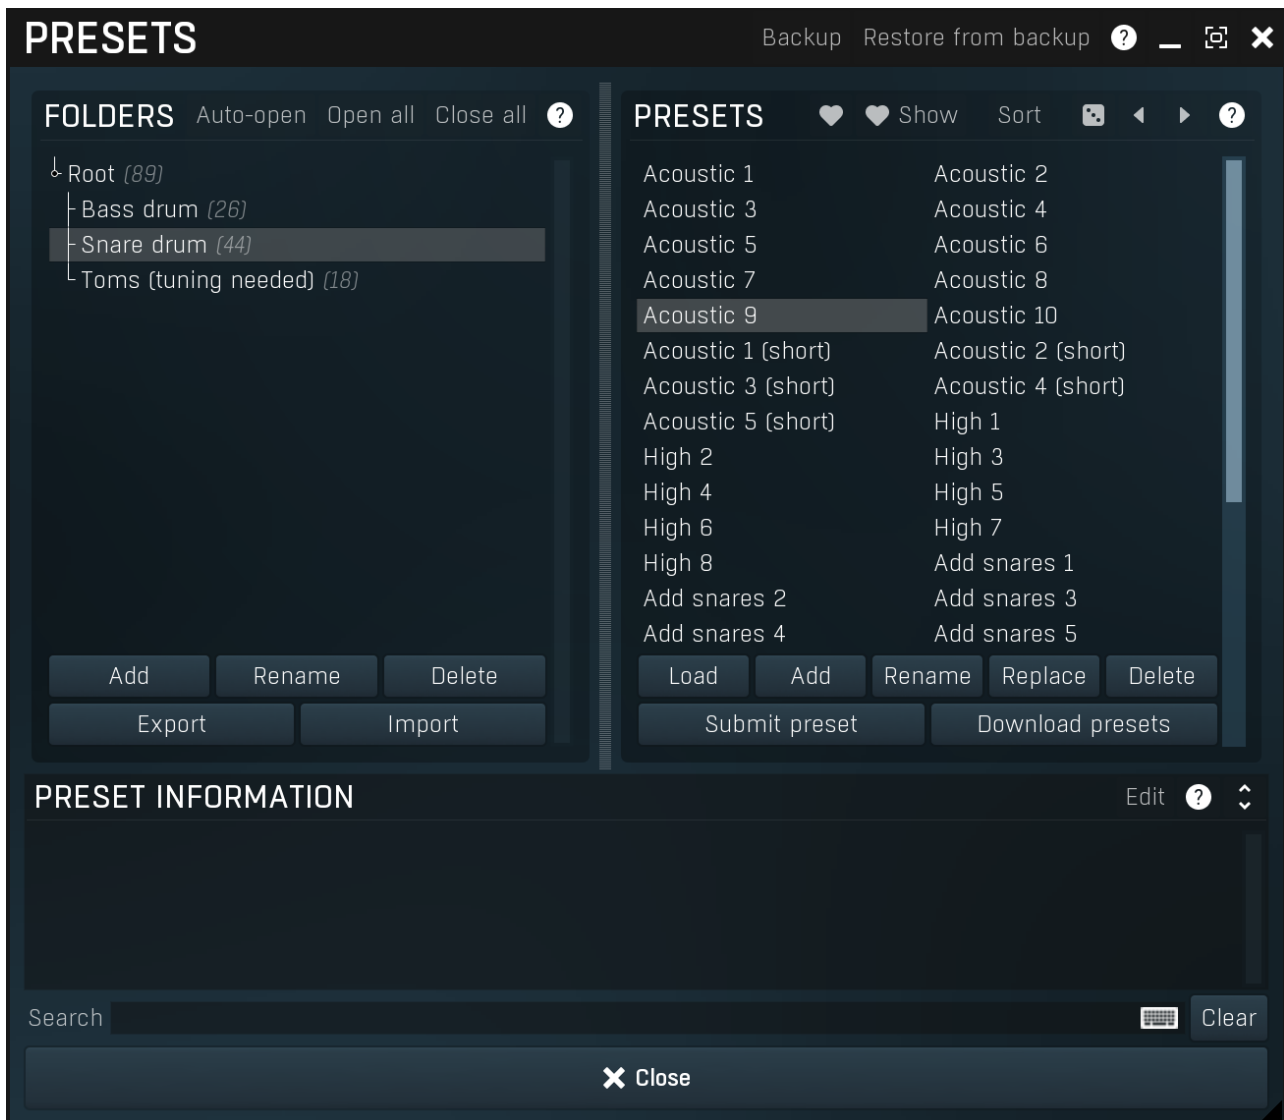 PRESETS Backup Restore from backup ?
FOLDERS Auto-open Open all Close all ?
Root (89)
Bass drum (26)
Snare drum (44)
Toms (tuning needed) (18)
Add Rename Delete
Export Import
PRESETS Show Sort ?
Acoustic 1 Acoustic 2
Acoustic 3 Acoustic 4
Acoustic 5 Acoustic 6
Acoustic 7 Acoustic 8
Acoustic 9 Acoustic 10
Acoustic 1 (short) Acoustic 2 (short)
Acoustic 3 (short) Acoustic 4 (short)
Acoustic 5 (short) High 1
High 2 High 3
High 4 High 5
High 6 High 7
High 8 Add snares 1
Add snares 2 Add snares 3
Add snares 4 Add snares 5
Load Add Rename Replace Delete
Submit preset Download presets
PRESET INFORMATION Edit ?
Search Clear
Close